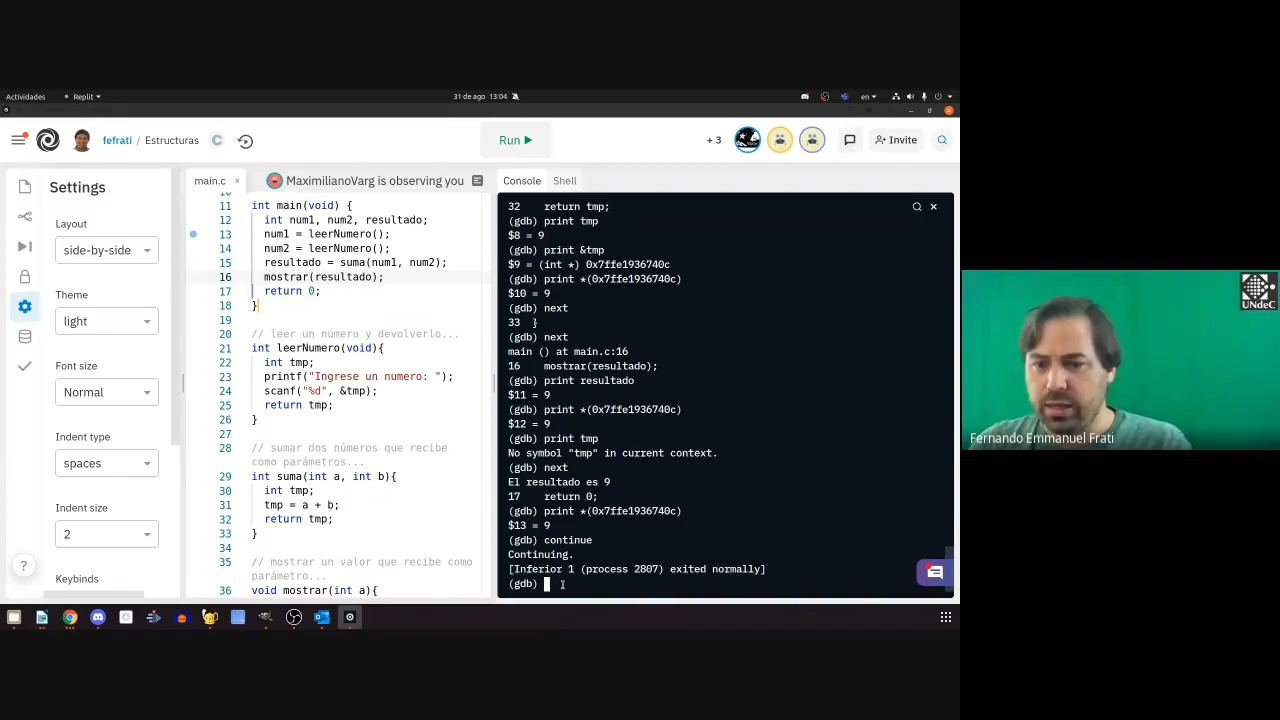 Actividades
Replit
31 de ago 13:04
en
fefrati / Estructuras
C
Run
+ 3
Invite
Settings
Layout
side-by-side
Theme
light
Font size
Normal
Indent type
spaces
Indent size
2
Keybinds
?
main.c ×
MaximilianoVarg is observing you
10
11 int main(void) {
12 int num1, num2, resultado;
13 num1 = leerNumero();
14 num2 = leerNumero();
15 resultado = suma(num1, num2);
16 mostrar(resultado);
17 return 0;
18 }
19
20 // leer un número y devolverlo...
21 int leerNumero(void){
22 int tmp;
23 printf("Ingrese un numero: ");
24 scanf("%d", &tmp);
25 return tmp;
26 }
27
28 // sumar dos números que recibe
como parámetros...
29 int suma(int a, int b){
30 int tmp;
31 tmp = a + b;
32 return tmp;
33 }
34
35 // mostrar un valor que recibe como
parámetro...
36 void mostrar(int a){
Console Shell
32 return tmp;
(gdb) print tmp
$8 = 9
(gdb) print &tmp
$9 = (int *) 0x7ffe1936740c
(gdb) print *(0x7ffe1936740c)
$10 = 9
(gdb) next
33 }
(gdb) next
main () at main.c:16
16 mostrar(resultado);
(gdb) print resultado
$11 = 9
(gdb) print *(0x7ffe1936740c)
$12 = 9
(gdb) print tmp
No symbol "tmp" in current context.
(gdb) next
El resultado es 9
17 return 0;
(gdb) print *(0x7ffe1936740c)
$13 = 9
(gdb) continue
Continuing.
[Inferior 1 (process 2807) exited normally]
(gdb)
UNdeC
Fernando Emmanuel Frati